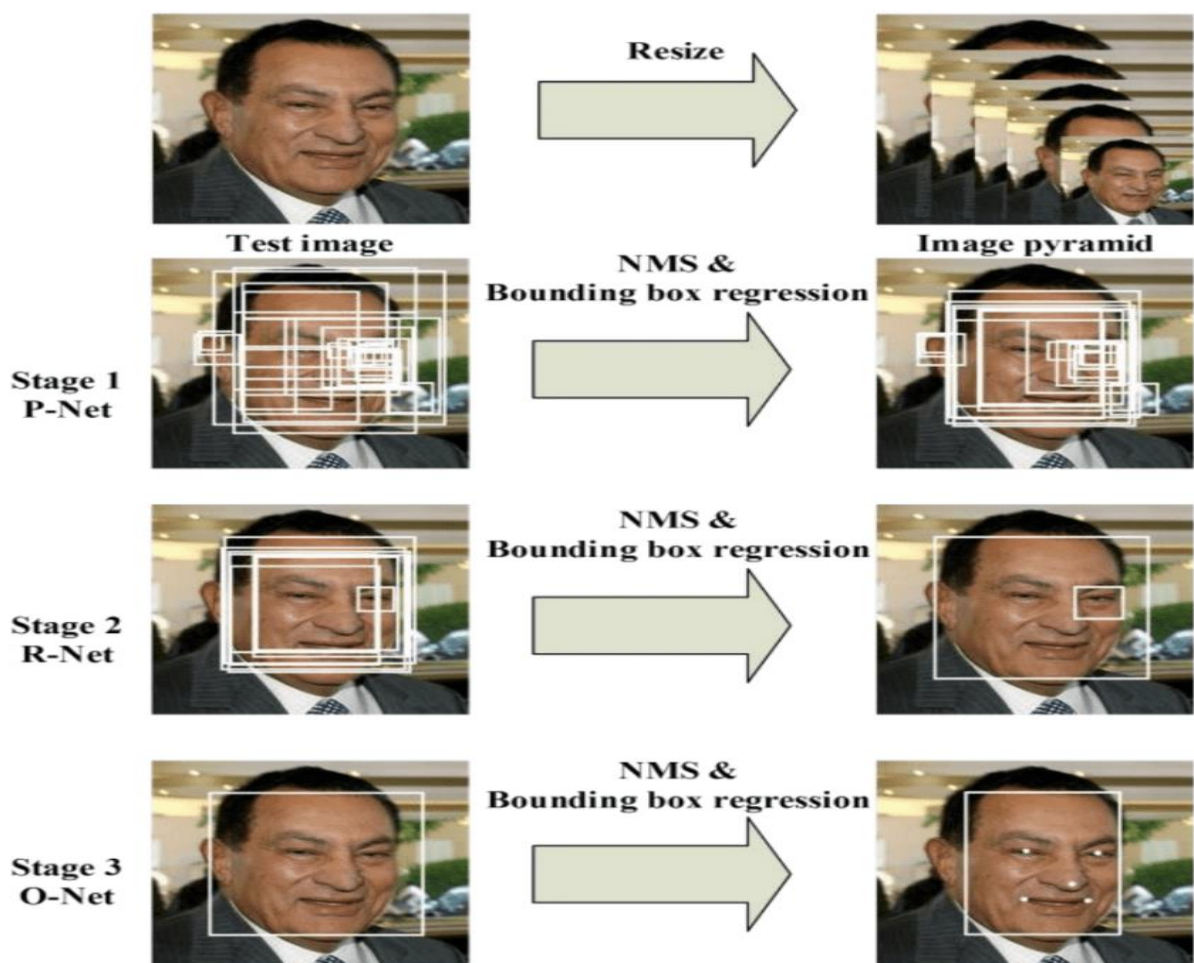 Resize
Test image
Image pyramid
NMS &
Bounding box regression
Stage 1
P-Net
NMS &
Bounding box regression
Stage 2
R-Net
NMS &
Bounding box regression
Stage 3
O-Net